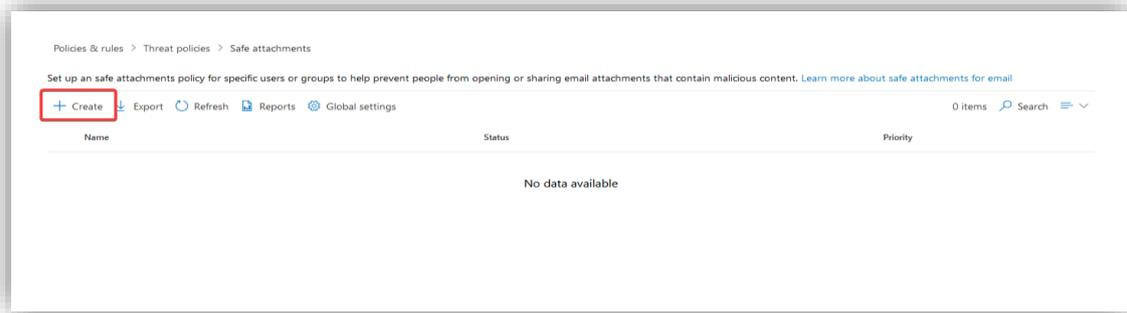 Policies & rules > Threat policies > Safe attachments
Set up an safe attachments policy for specific users or groups to help prevent people from opening or sharing email attachments that contain malicious content. Learn more about safe attachments for email
+ Create Export Refresh Reports Global settings 0 items Search
Name Status Priority
No data available